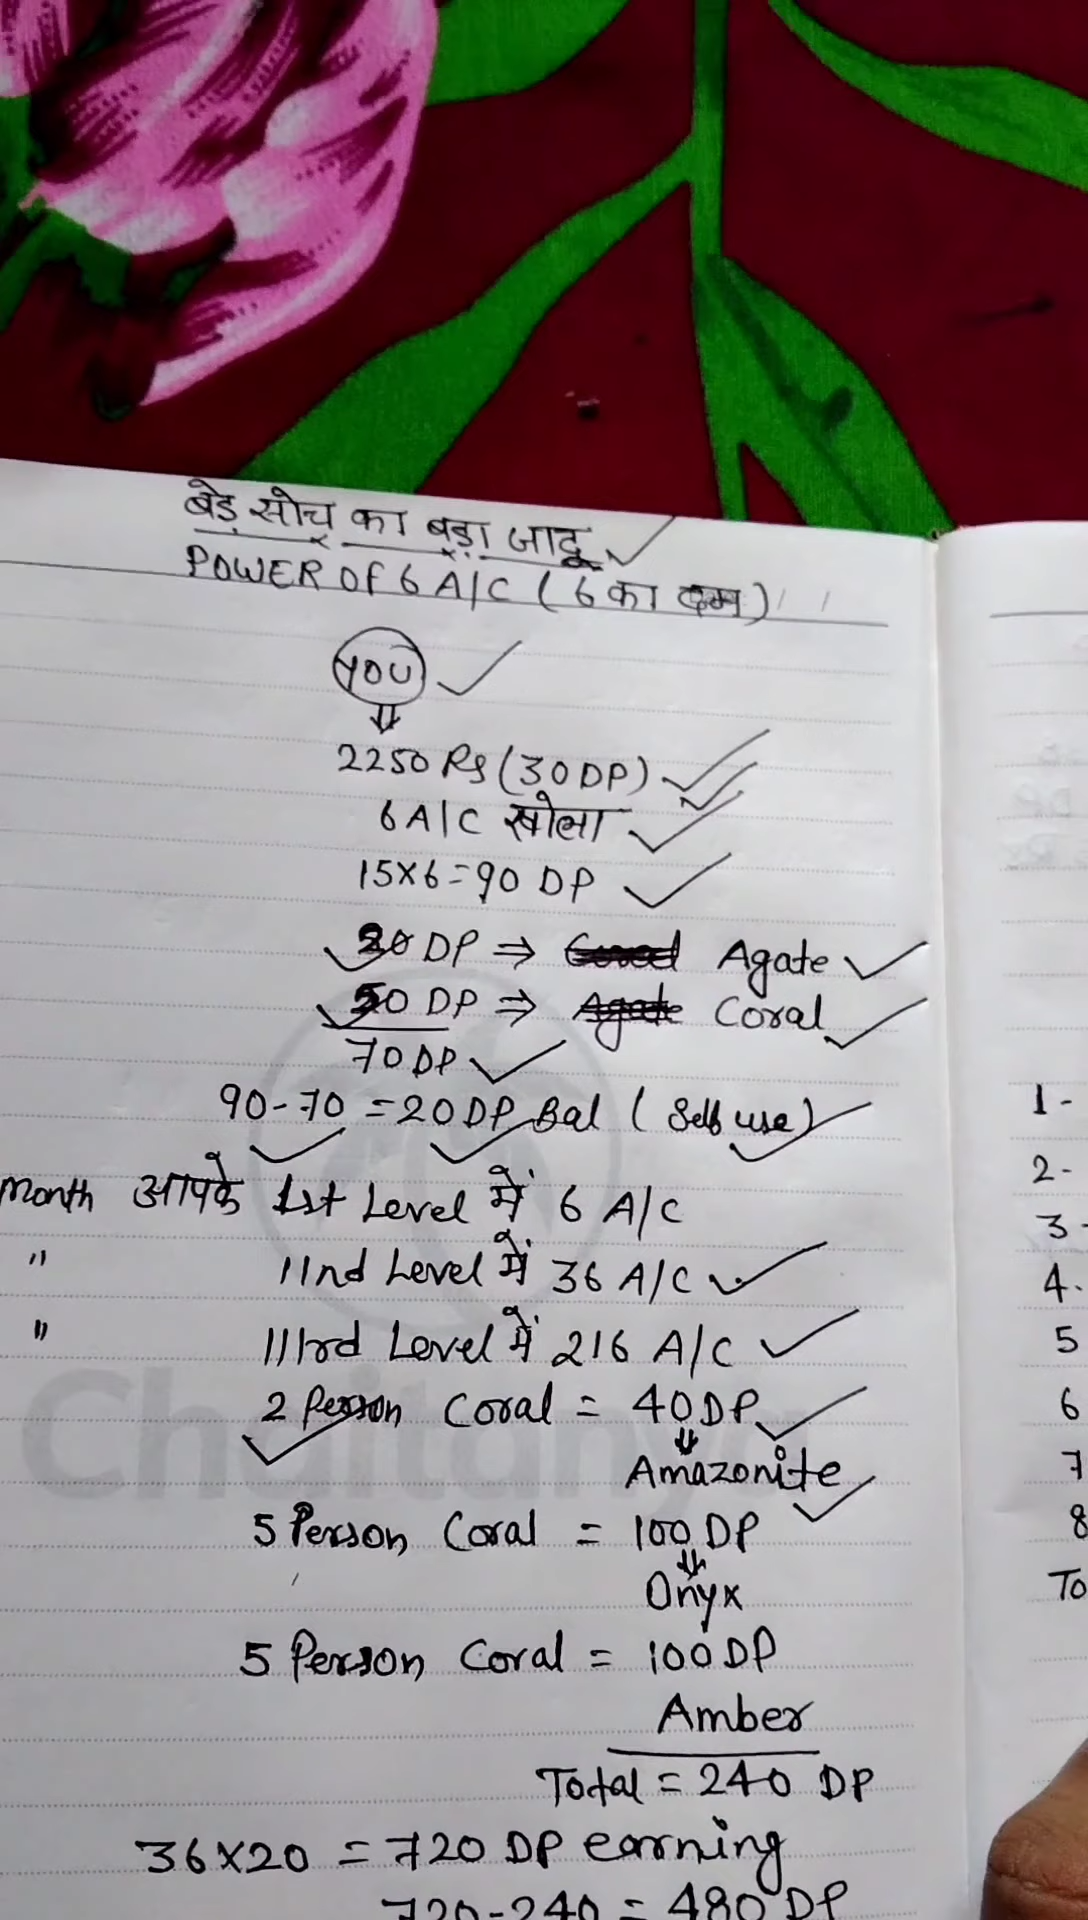 बड़े सोच का बड़ा जादू
POWER OF 6 A/C (6 का दम)
YOU
2250 Rs (30 DP)
6 A/C खोला
15x6=90 DP
20 DP ⇒ Agate
50 DP ⇒ Coral
70 DP
90-70 = 20 DP Bal (Self use)
month आपके 1st Level में 6 A/C
" IInd Level में 36 A/C
" IIIrd Level में 216 A/C
2 Person Coral = 40 DP
Amazonite
5 Person Coral = 100 DP
Onyx
5 Person Coral = 100 DP
Amber
Total = 240 DP
36x20 = 720 DP earning
720-240 = 480 DP
1-
2-
3-
4-
5
6
7
8
To
Chaitanya